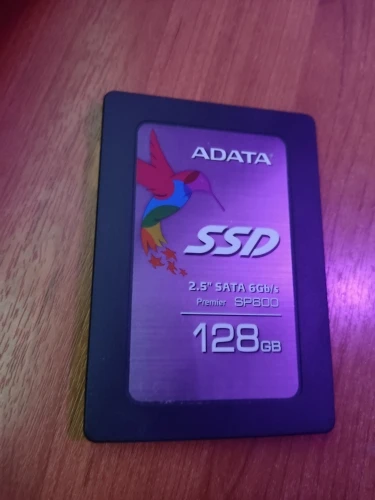 ADATA
SSD
2.5" SATA 6Gb/s
Premier SP600
128GB